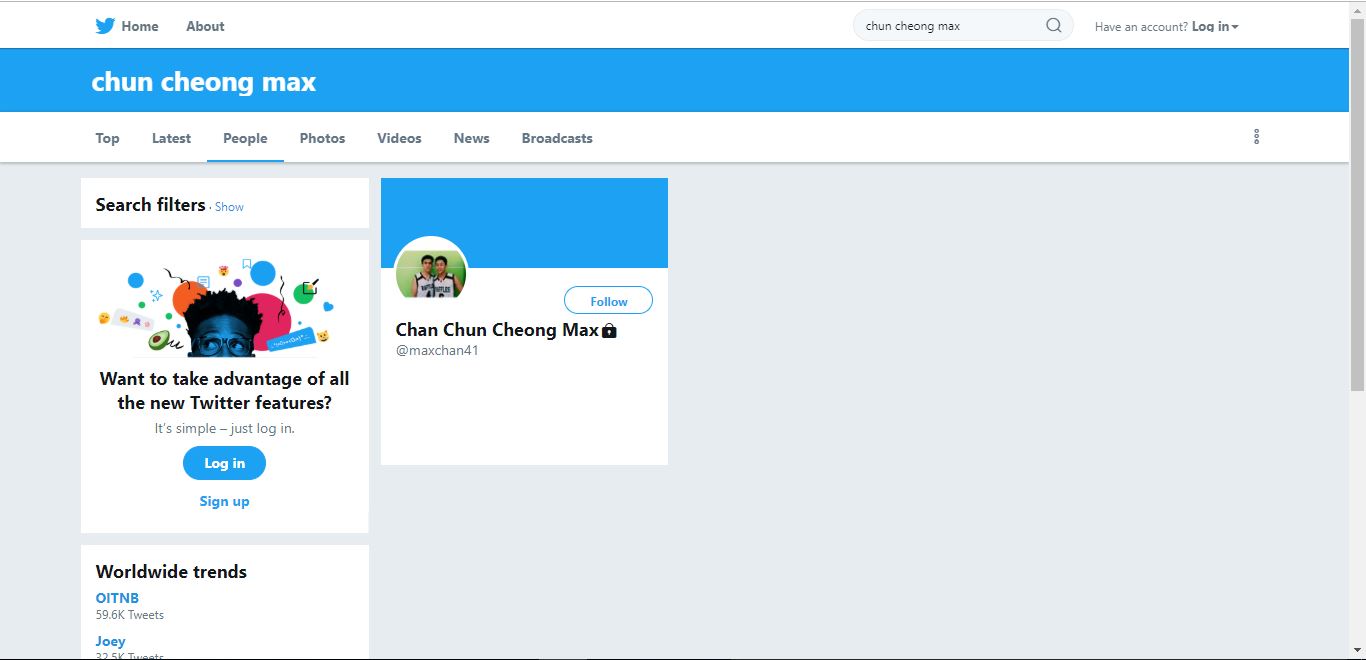 Home About chun cheong max Have an account? Log in
chun cheong max
Top Latest People Photos Videos News Broadcasts
Search filters · Show
Want to take advantage of all
the new Twitter features?
It's simple – just log in.
Log in
Sign up
Worldwide trends
OITNB
59.6K Tweets
Joey
32.5K Tweets
Follow
Chan Chun Cheong Max
@maxchan41